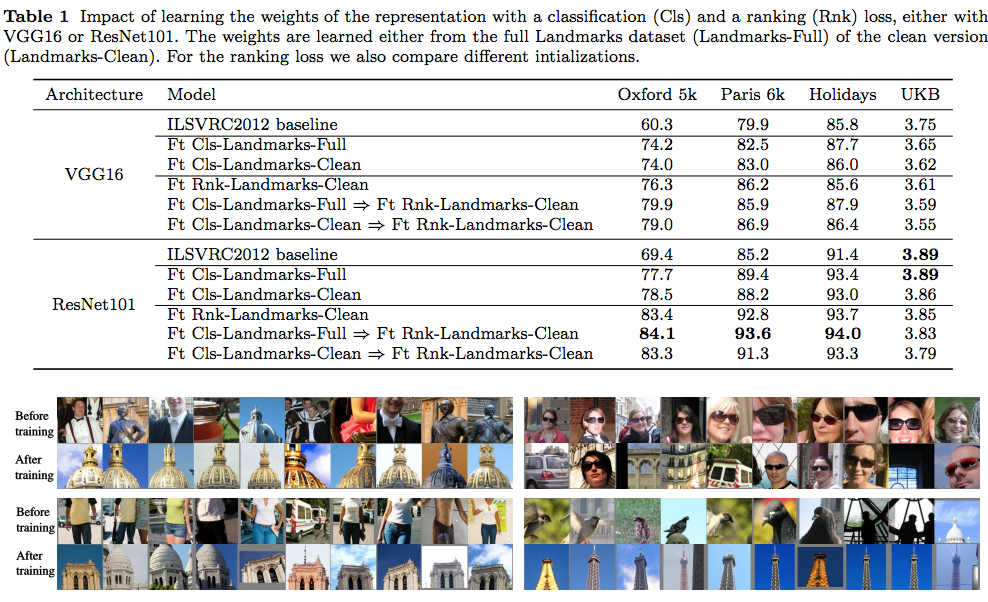 Table 1 Impact of learning the weights of the representation with a classification (Cls) and a ranking (Rnk) loss, either with
VGG16 or ResNet101. The weights are learned either from the full Landmarks dataset (Landmarks-Full) of the clean version
(Landmarks-Clean). For the ranking loss we also compare different intializations.
Architecture Model Oxford 5k Paris 6k Holidays UKB
VGG16
ILSVRC2012 baseline 60.3 79.9 85.8 3.75
Ft Cls-Landmarks-Full 74.2 82.5 87.7 3.65
Ft Cls-Landmarks-Clean 74.0 83.0 86.0 3.62
Ft Rnk-Landmarks-Clean 76.3 86.2 85.6 3.61
Ft Cls-Landmarks-Full ⇒ Ft Rnk-Landmarks-Clean 79.9 85.9 87.9 3.59
Ft Cls-Landmarks-Clean ⇒ Ft Rnk-Landmarks-Clean 79.0 86.9 86.4 3.55
ResNet101
ILSVRC2012 baseline 69.4 85.2 91.4 3.89
Ft Cls-Landmarks-Full 77.7 89.4 93.4 3.89
Ft Cls-Landmarks-Clean 78.5 88.2 93.0 3.86
Ft Rnk-Landmarks-Clean 83.4 92.8 93.7 3.85
Ft Cls-Landmarks-Full ⇒ Ft Rnk-Landmarks-Clean 84.1 93.6 94.0 3.83
Ft Cls-Landmarks-Clean ⇒ Ft Rnk-Landmarks-Clean 83.3 91.3 93.3 3.79
Before
training
After
training
Before
training
After
training